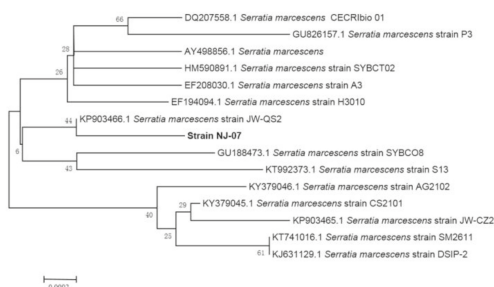 DQ207558.1 Serratia marcescens CECRIbio 01
66
GU826157.1 Serratia marcescens strain P3
28
AY498856.1 Serratia marcescens
HM590891.1 Serratia marcescens strain SYBCT02
26
EF208030.1 Serratia marcescens strain A3
EF194094.1 Serratia marcescens strain H3010
44
KP903466.1 Serratia marcescens strain JW-QS2
Strain NJ-07
6
GU188473.1 Serratia marcescens strain SYBCO8
43
KT992373.1 Serratia marcescens strain S13
KY379046.1 Serratia marcescens strain AG2102
40
29
KY379045.1 Serratia marcescens strain CS2101
KP903465.1 Serratia marcescens strain JW-CZ2
25
KT741016.1 Serratia marcescens strain SM2611
61
KJ631129.1 Serratia marcescens strain DSIP-2